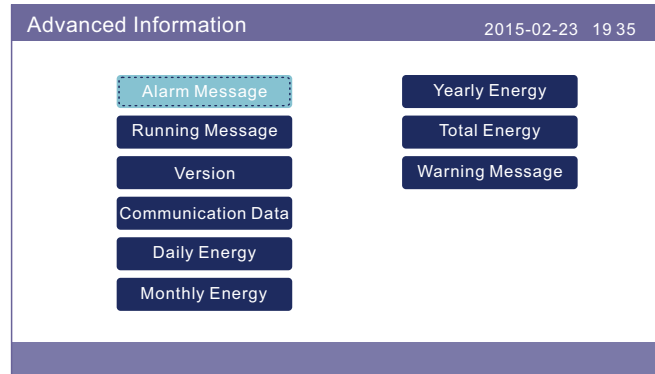 Advanced Information 2015-02-23 19 35
Alarm Message
Running Message
Version
Communication Data
Daily Energy
Monthly Energy
Yearly Energy
Total Energy
Warning Message